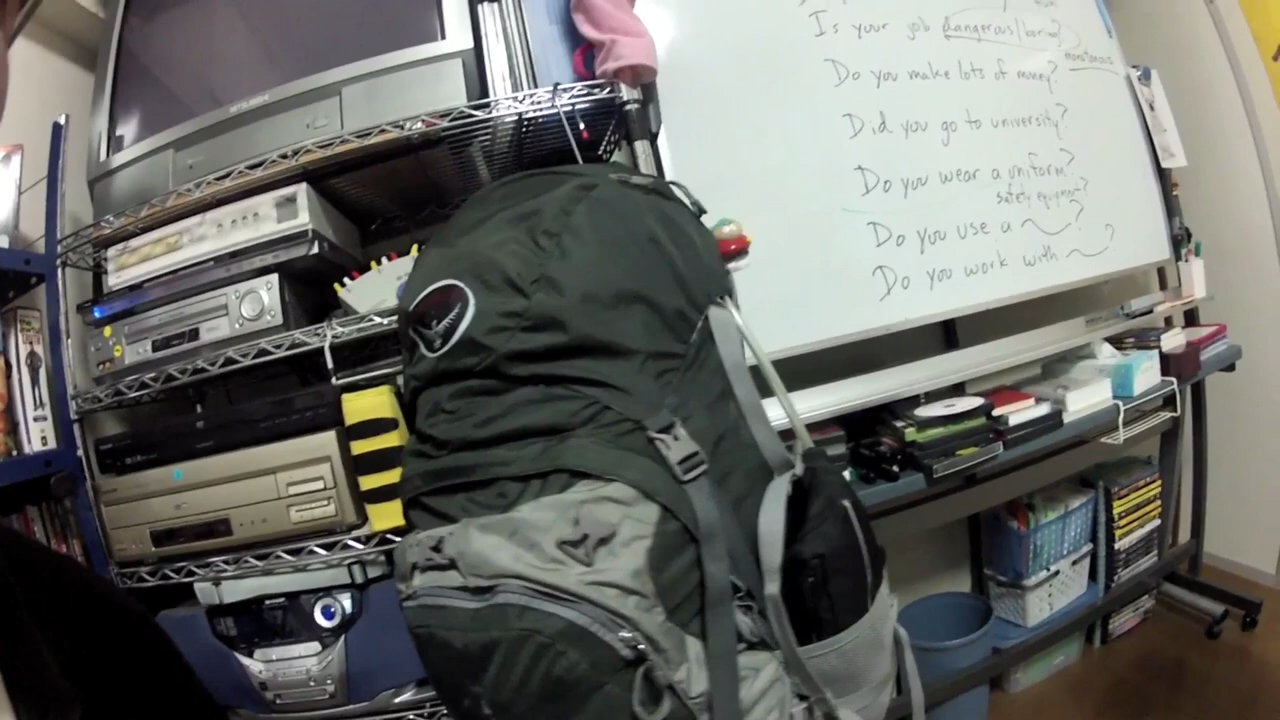 Is your job dangerous/boring?
monotonous
Do you make lots of money?
Did you go to university?
Do you wear a uniform?
safety equipment?
Do you use a ~?
Do you work with ~?
MITSUBISHI